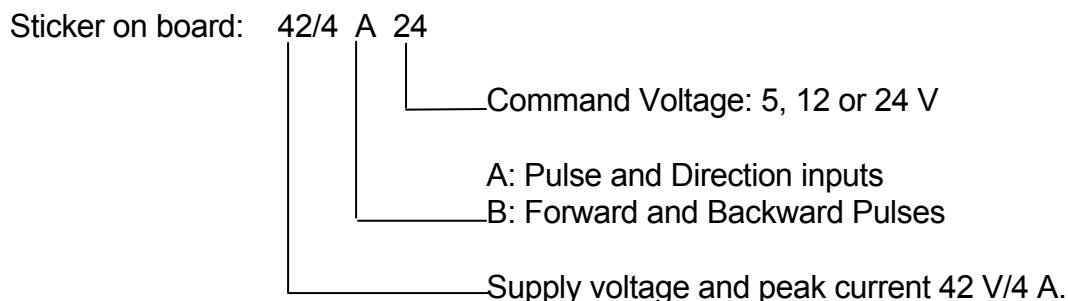 Sticker on board: 42/4 A 24
Command Voltage: 5, 12 or 24 V
A: Pulse and Direction inputs
B: Forward and Backward Pulses
Supply voltage and peak current 42 V/4 A.